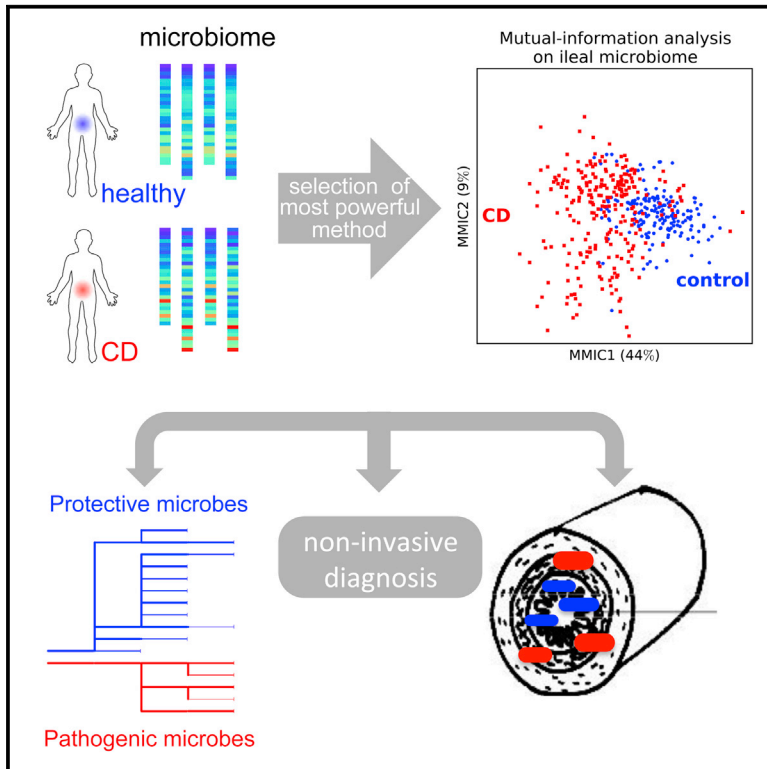 microbiome
healthy
CD
selection of
most powerful
method
Mutual-information analysis
on ileal microbiome
MMIC2 (9%)
CD
control
MMIC1 (44%)
Protective microbes
Pathogenic microbes
non-invasive
diagnosis